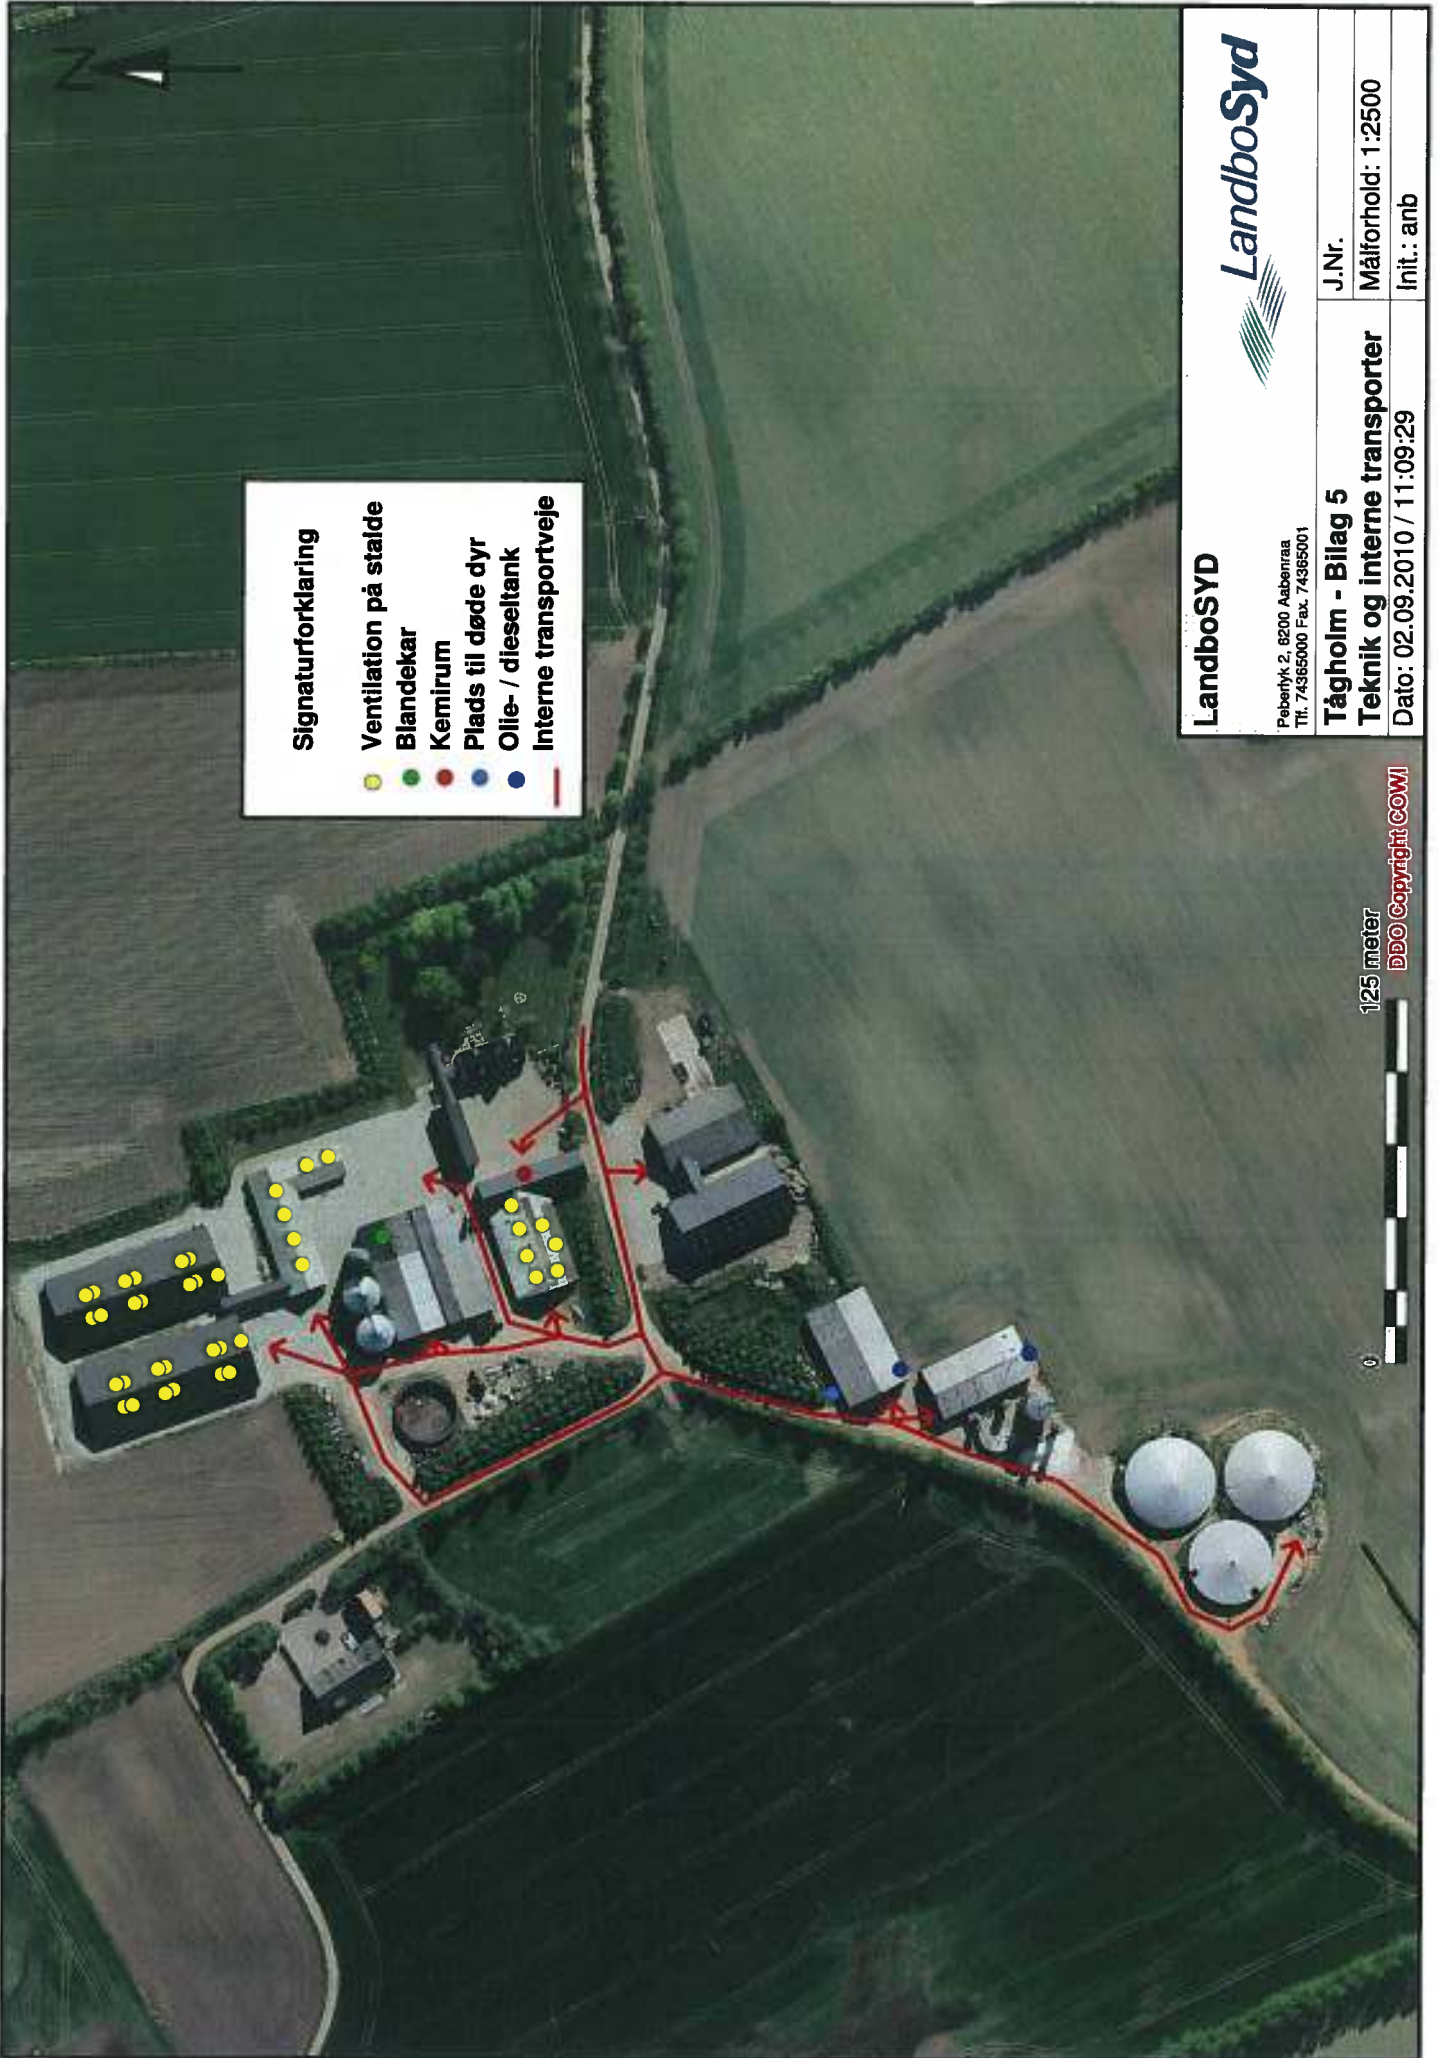 N
Signaturforklaring
Ventilation på stalde
Blandekar
Kemirum
Plads til døde dyr
Olie- / dieseltank
Interne transportveje
LandboSYD
LandboSyd
Peberlyk 2, 6200 Aabenraa
Tlf. 74365000 Fax. 74365001
Tågholm - Bilag 5
J.Nr.
Teknik og interne transporter
Målforhold: 1:2500
Dato: 02.09.2010 / 11:09:29
Init.: anb
0
125 meter
DDO Copyright COWI